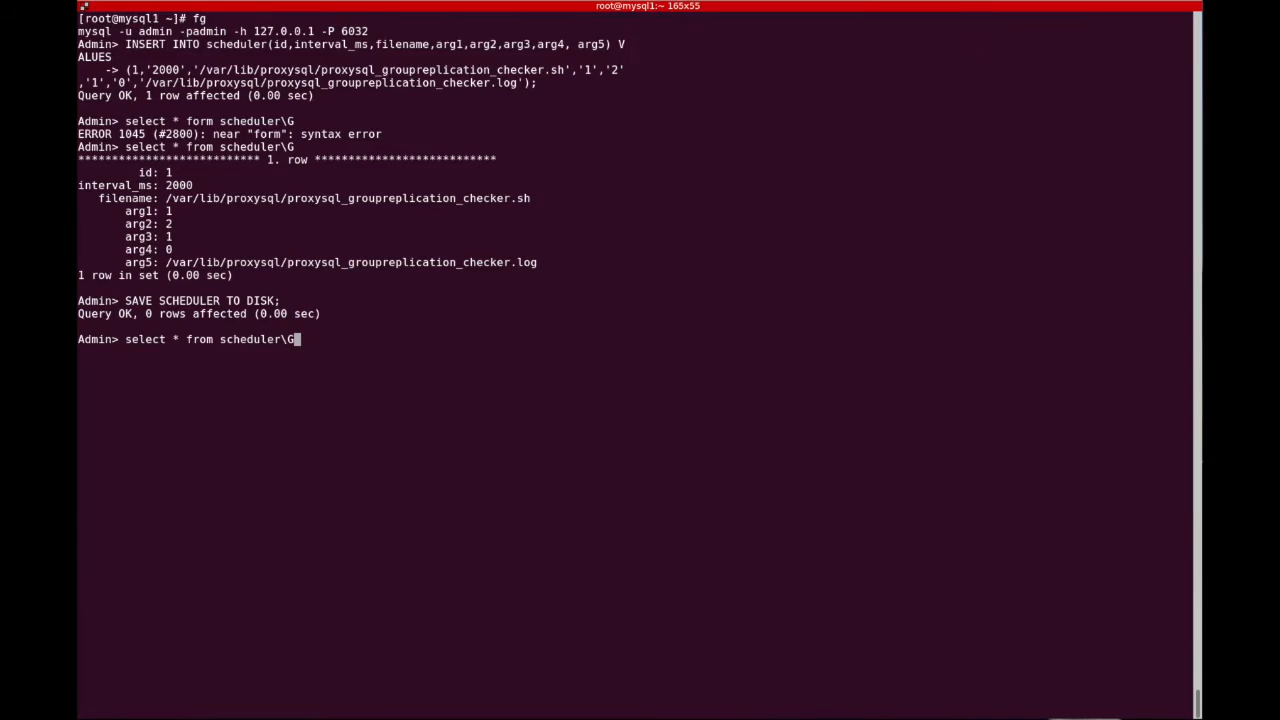 root@mysql1:~ 165x55
[root@mysql1 ~]# fg
mysql -u admin -padmin -h 127.0.0.1 -P 6032
Admin> INSERT INTO scheduler(id,interval_ms,filename,arg1,arg2,arg3,arg4, arg5) V
ALUES
    -> (1,'2000','/var/lib/proxysql/proxysql_groupreplication_checker.sh','1','2'
,'1','0','/var/lib/proxysql/proxysql_groupreplication_checker.log');
Query OK, 1 row affected (0.00 sec)
Admin> select * form scheduler\G
ERROR 1045 (#2800): near "form": syntax error
Admin> select * from scheduler\G
*************************** 1. row ***************************
         id: 1
interval_ms: 2000
   filename: /var/lib/proxysql/proxysql_groupreplication_checker.sh
       arg1: 1
       arg2: 2
       arg3: 1
       arg4: 0
       arg5: /var/lib/proxysql/proxysql_groupreplication_checker.log
1 row in set (0.00 sec)
Admin> SAVE SCHEDULER TO DISK;
Query OK, 0 rows affected (0.00 sec)
Admin> select * from scheduler\G